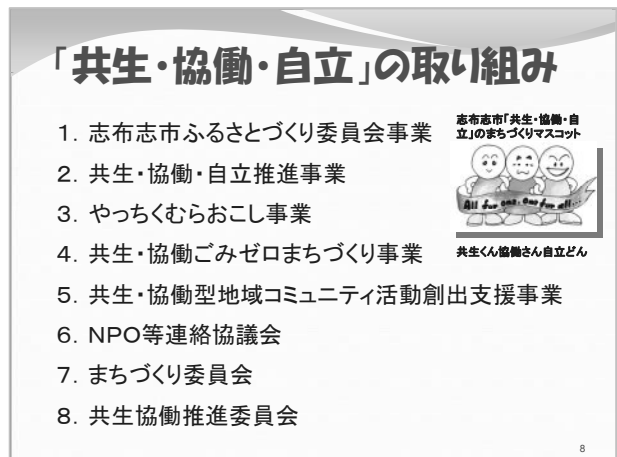 「共生・協働・自立」の取り組み
1. 志布志市ふるさとづくり委員会事業
2. 共生・協働・自立推進事業
3. やっちくむらおこし事業
4. 共生・協働ごみゼロまちづくり事業
5. 共生・協働型地域コミュニティ活動創出支援事業
6. NPO等連絡協議会
7. まちづくり委員会
8. 共生協働推進委員会
志布志市「共生・協働・自
立」のまちづくりマスコット
All for one, One for all...
共生くん協働さん自立どん
8